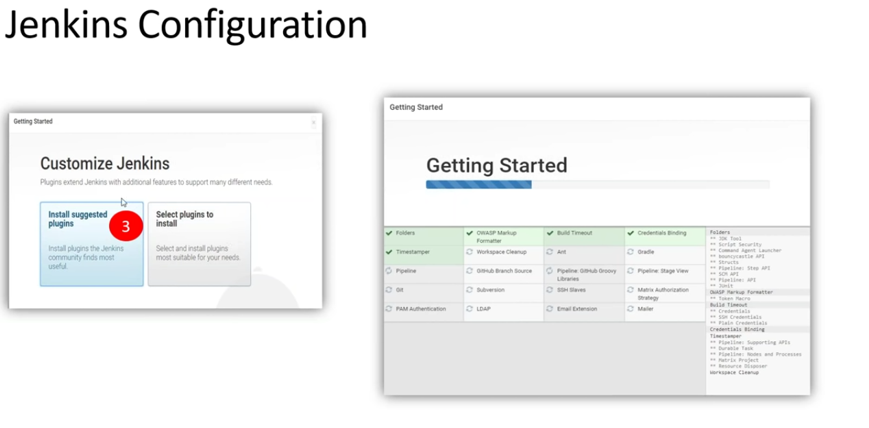 Jenkins Configuration
Getting Started
Customize Jenkins
Plugins extend Jenkins with additional features to support many different needs.
Install suggested
plugins
3
Install plugins the Jenkins
community finds most
useful.
Select plugins to
install
Select and install plugins
most suitable for your needs.
Getting Started
Getting Started
Folders
OWASP Markup
Formatter
Build Timeout
Credentials Binding
Timestamper
Workspace Cleanup
Ant
Gradle
Pipeline
GitHub Branch Source
Pipeline: GitHub Groovy
Libraries
Pipeline: Stage View
Git
Subversion
SSH Slaves
Matrix Authorization
Strategy
PAM Authentication
LDAP
Email Extension
Mailer
Folders
** JDK Tool
** Script Security
** Command Agent Launcher
** bouncycastle API
** Structs
** Pipeline: Step API
** SCM API
** Pipeline: API
** JUnit
OWASP Markup Formatter
** Token Macro
Build Timeout
** Credentials
** SSH Credentials
** Plain Credentials
Credentials Binding
Timestamper
** Pipeline: Supporting APIs
** Durable Task
** Pipeline: Nodes and Processes
** Matrix Project
** Resource Disposer
Workspace Cleanup